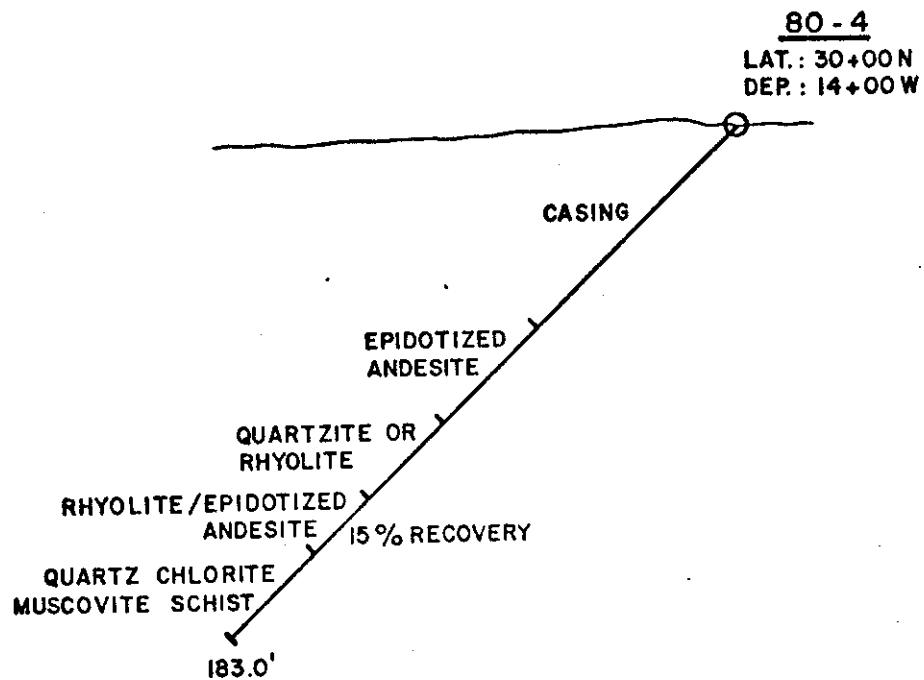 80-4
LAT.: 30+00 N
DEP.: 14+00 W
CASING
EPIDOTIZED
ANDESITE
QUARTZITE OR
RHYOLITE
RHYOLITE/EPIDOTIZED
ANDESITE
15% RECOVERY
QUARTZ CHLORITE
MUSCOVITE SCHIST
183.0'